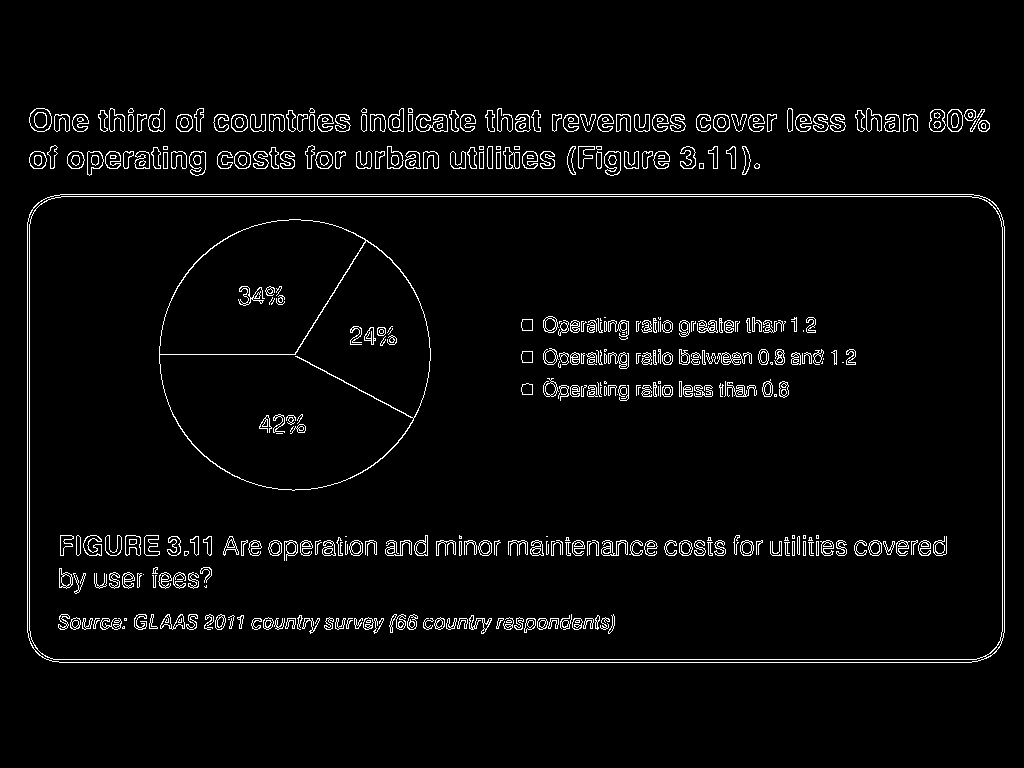 One third of countries indicate that revenues cover less than 80%
of operating costs for urban utilities (Figure 3.11).
34%
24%
42%
Operating ratio greater than 1.2
Operating ratio between 0.8 and 1.2
Operating ratio less than 0.8
FIGURE 3.11 Are operation and minor maintenance costs for utilities covered
by user fees?
Source: GLAAS 2011 country survey (66 country respondents)